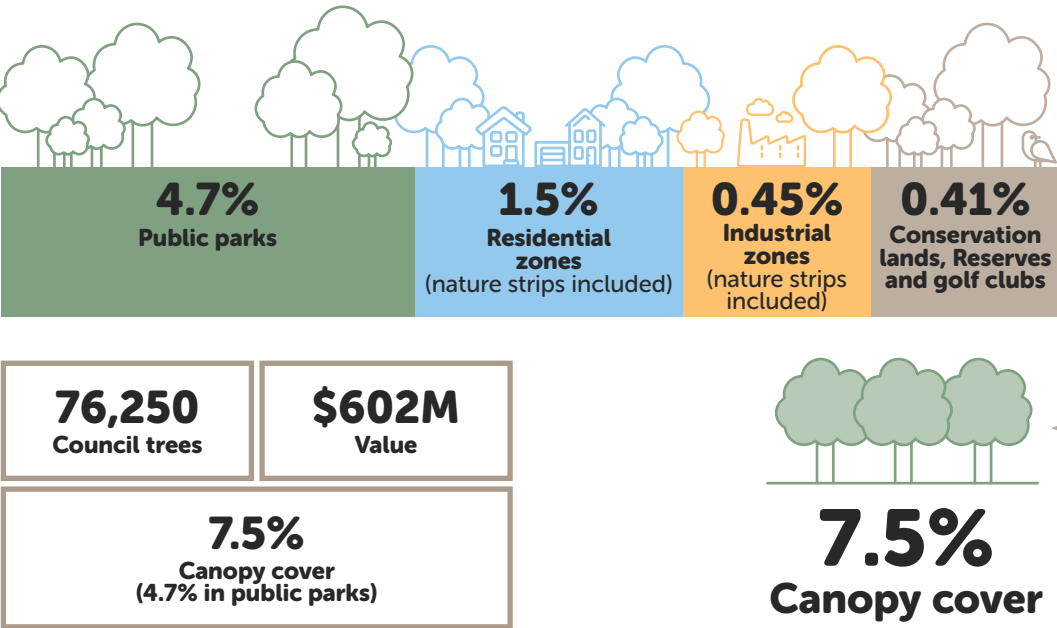 4.7%
Public parks
1.5%
Residential
zones
(nature strips included)
0.45%
Industrial
zones
(nature strips
included)
0.41%
Conservation
lands, Reserves
and golf clubs
76,250
Council trees
$602M
Value
7.5%
Canopy cover
(4.7% in public parks)
7.5%
Canopy cover